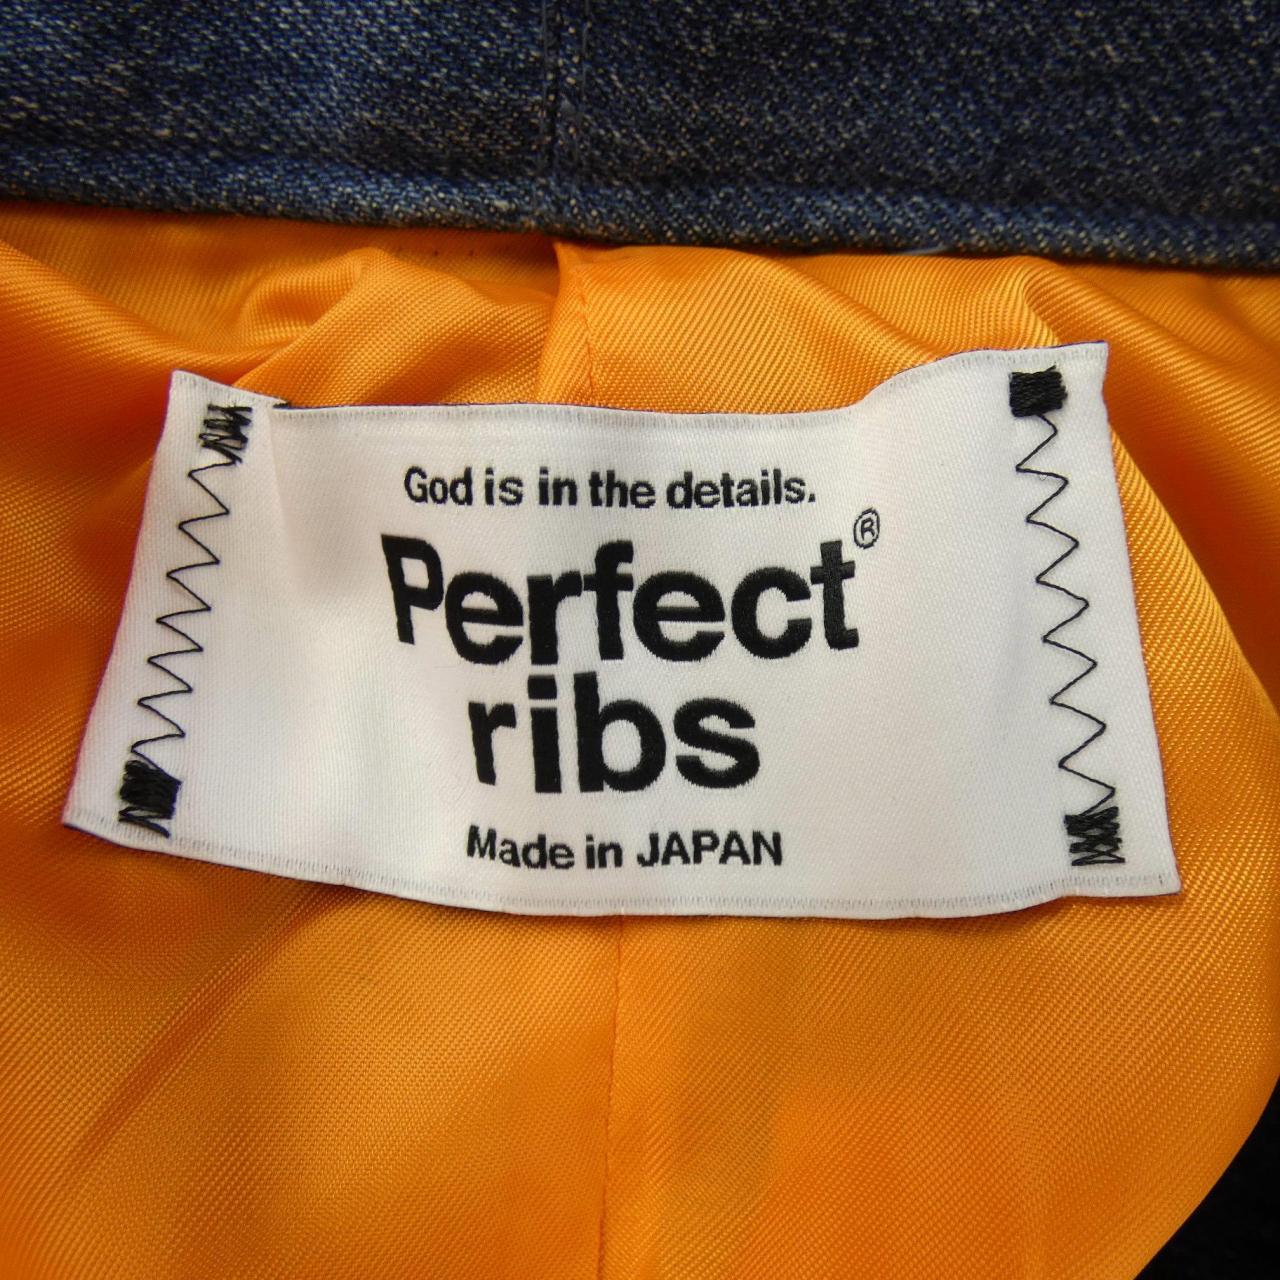 God is in the details.
Perfect®
ribs
Made in JAPAN